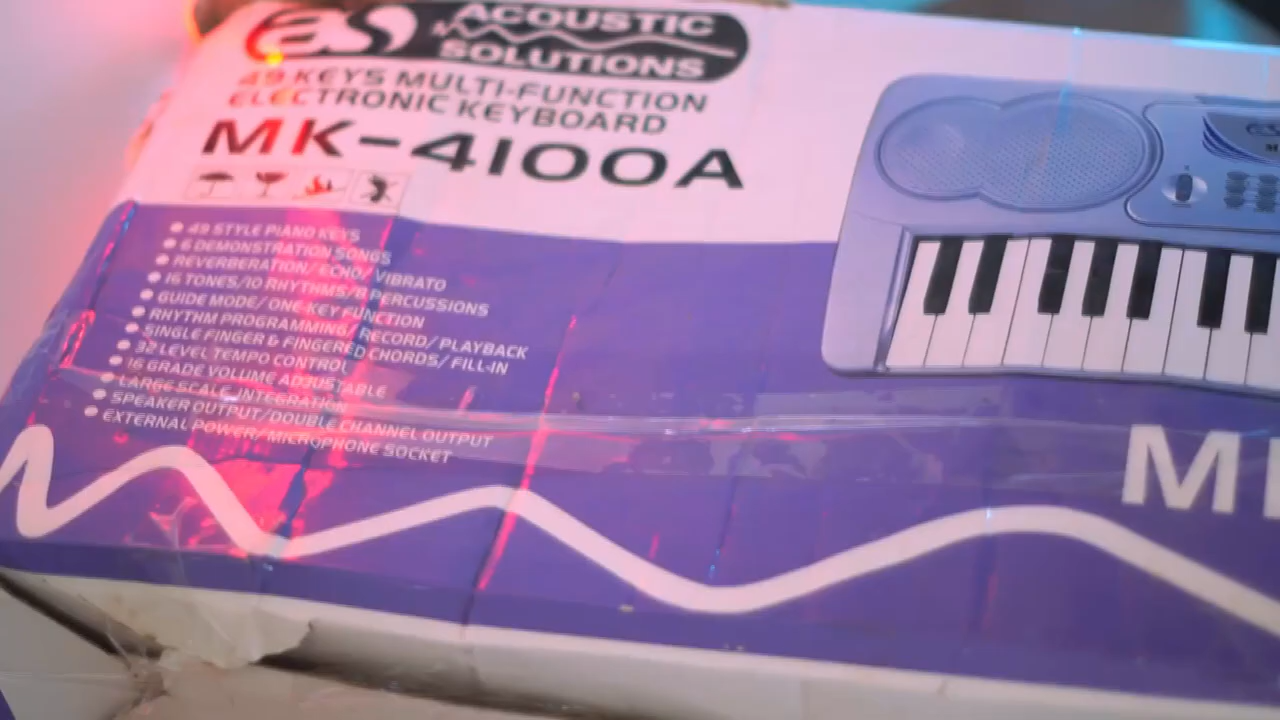 as ACOUSTIC
SOLUTIONS
49 KEYS MULTI-FUNCTION
ELECTRONIC KEYBOARD
MK-4100A
49 STYLE PIANO KEYS
6 DEMONSTRATION SONGS
REVERBERATION/ ECHO/ VIBRATO
16 TONES/10 RHYTHMS/8 PERCUSSIONS
GUIDE MODE/ ONE-KEY FUNCTION
RHYTHM PROGRAMMING/ RECORD/ PLAYBACK
SINGLE FINGER & FINGERED CHORDS/ FILL-IN
32 LEVEL TEMPO CONTROL
16 GRADE VOLUME ADJUSTABLE
LARGE SCALE INTEGRATION
SPEAKER OUTPUT/DOUBLE CHANNEL OUTPUT
EXTERNAL POWER/MICROPHONE SOCKET